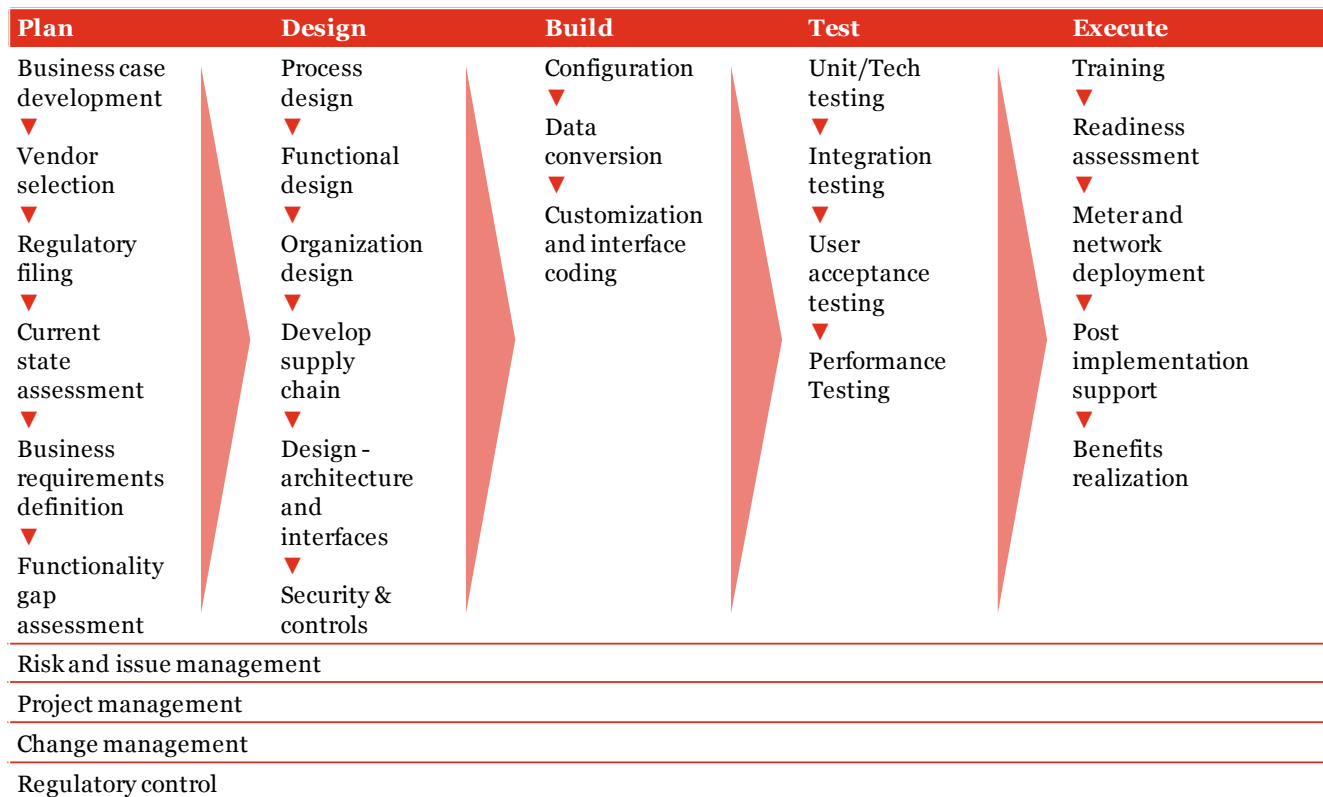 Plan
Design
Build
Test
Execute
Business case
development
Vendor
selection
Regulatory
filing
Current
state
assessment
Business
requirements
definition
Functionality
gap
assessment
Process
design
Functional
design
Organization
design
Develop
supply
chain
Design -
architecture
and
interfaces
Security &
controls
Configuration
Data
conversion
Customization
and interface
coding
Unit/Tech
testing
Integration
testing
User
acceptance
testing
Performance
Testing
Training
Readiness
assessment
Meter and
network
deployment
Post
implementation
support
Benefits
realization
Risk and issue management
Project management
Change management
Regulatory control